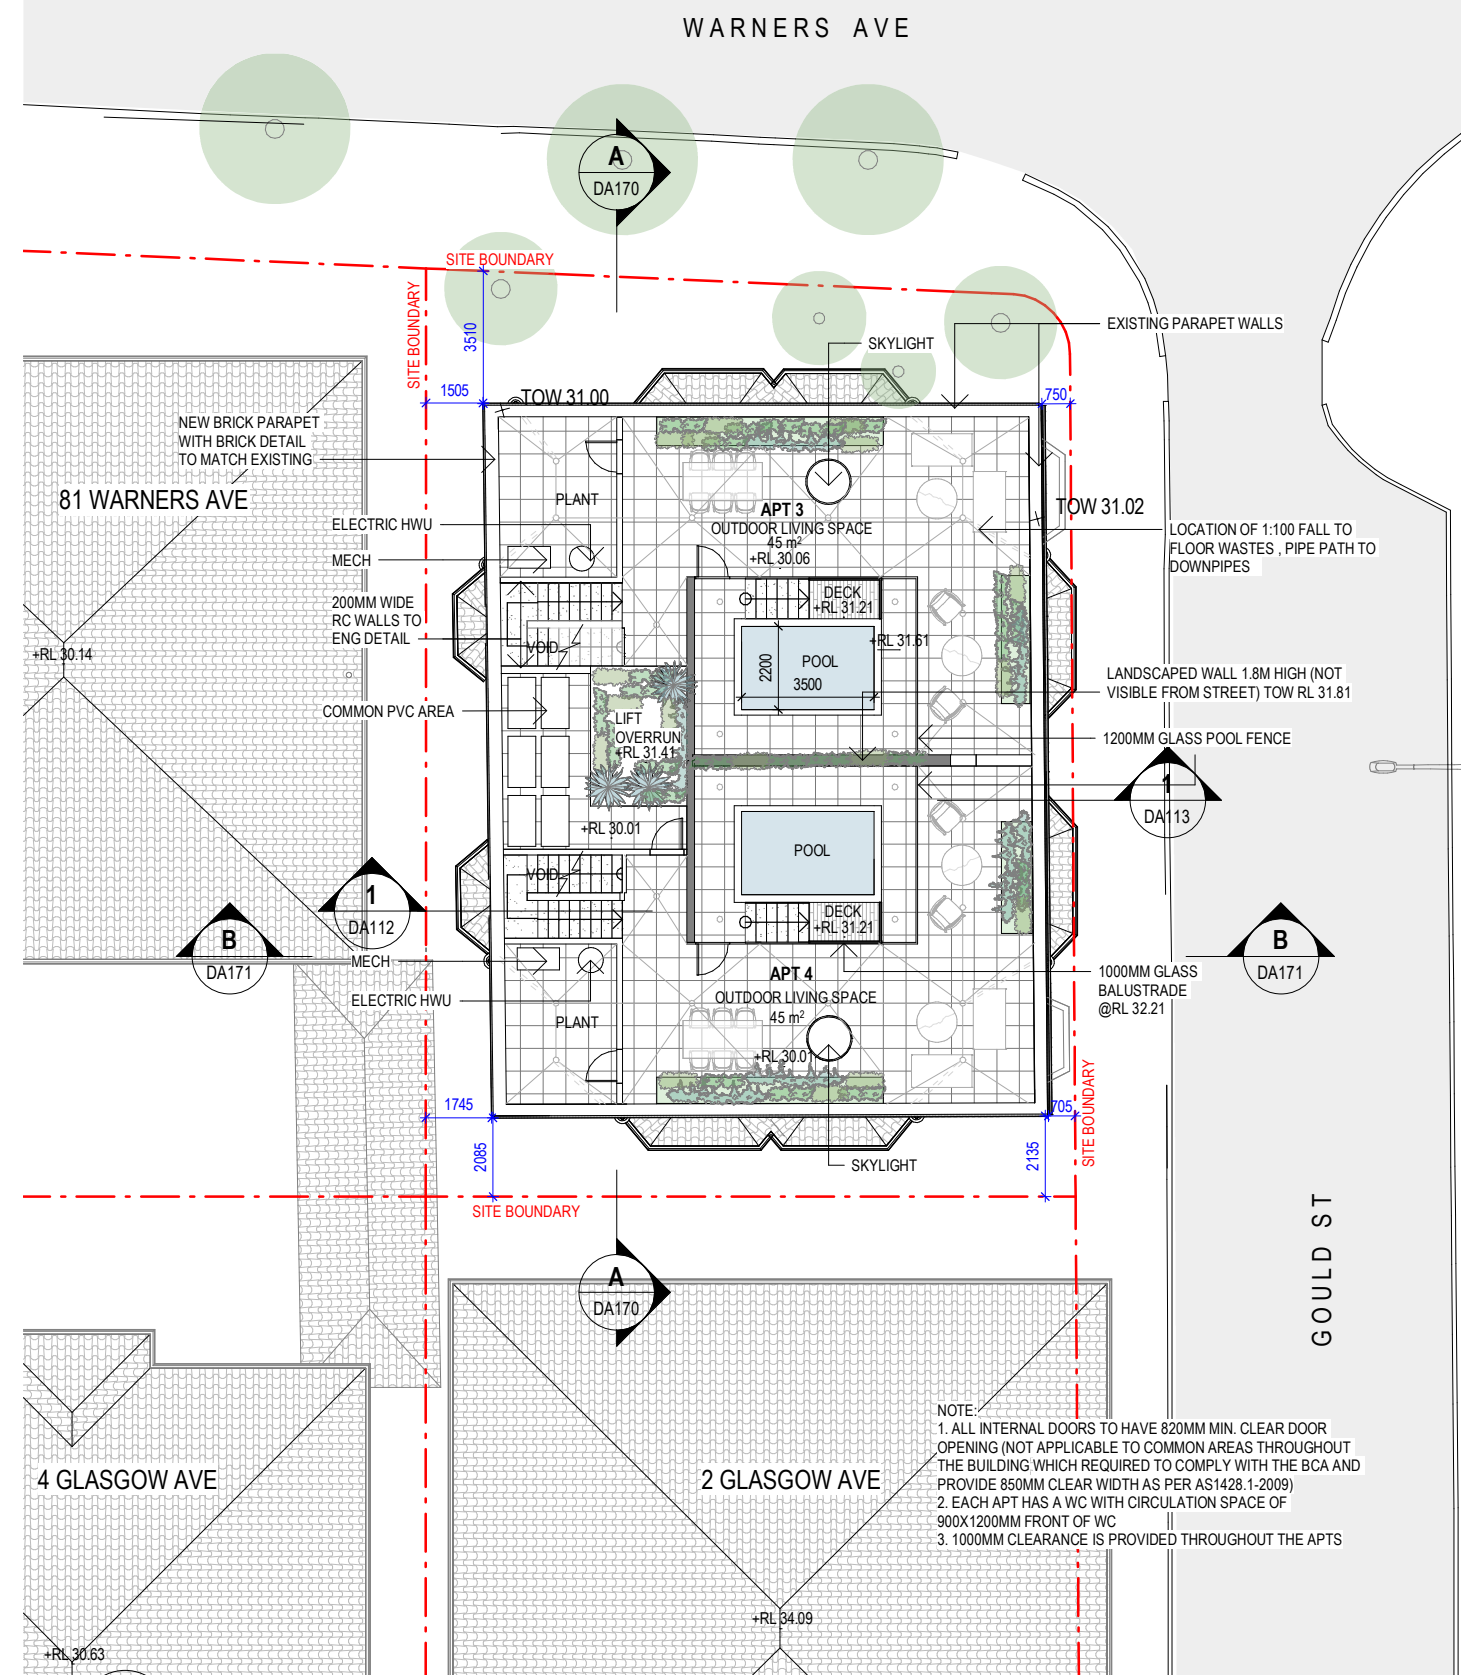 WARNERS AVE
A
DA170
SITE BOUNDARY
SITE BOUNDARY
3510
EXISTING PARAPET WALLS
SKYLIGHT
1505
TOW 31.00
750
NEW BRICK PARAPET
WITH BRICK DETAIL
TO MATCH EXISTING
81 WARNERS AVE
PLANT
APT 3
OUTDOOR LIVING SPACE
45 m²
+RL 30.06
TOW 31.02
ELECTRIC HWU
MECH
LOCATION OF 1:100 FALL TO
FLOOR WASTES , PIPE PATH TO
DOWNPIPES
200MM WIDE
RC WALLS TO
ENG DETAIL
DECK
+RL 31.21
VOID
+RL 30.14
POOL
2200
3500
+RL 31.61
LANDSCAPED WALL 1.8M HIGH (NOT
VISIBLE FROM STREET) TOW RL 31.81
COMMON PVC AREA
LIFT
OVERRUN
+RL 31.41
1200MM GLASS POOL FENCE
1
DA113
+RL 30.01
POOL
VOID
1
DA112
DECK
+RL 31.21
B
DA171
B
DA171
MECH
APT 4
OUTDOOR LIVING SPACE
45 m²
+RL 30.01
1000MM GLASS
BALUSTRADE
@RL 32.21
ELECTRIC HWU
PLANT
1745
705
2085
2135
SITE BOUNDARY
SKYLIGHT
SITE BOUNDARY
GOULD ST
A
DA170
NOTE:
1. ALL INTERNAL DOORS TO HAVE 820MM MIN. CLEAR DOOR
OPENING (NOT APPLICABLE TO COMMON AREAS THROUGHOUT
THE BUILDING WHICH REQUIRED TO COMPLY WITH THE BCA AND
PROVIDE 850MM CLEAR WIDTH AS PER AS1428.1-2009)
2. EACH APT HAS A WC WITH CIRCULATION SPACE OF
900X1200MM FRONT OF WC
3. 1000MM CLEARANCE IS PROVIDED THROUGHOUT THE APTS
4 GLASGOW AVE
2 GLASGOW AVE
+RL 34.09
+RL 30.63